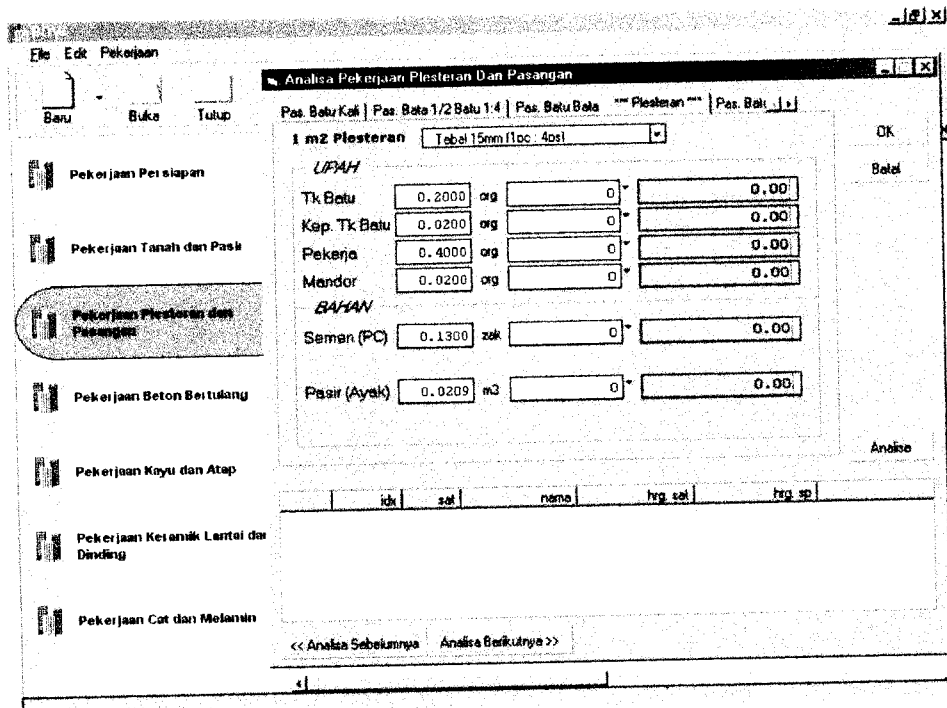 File Edit Pekerjaan
Baru Buka Tutup
Pekerjaan Persiapan
Pekerjaan Tanah dan Pasir
Pekerjaan Plesteran dan
Pasangan
Pekerjaan Beton Bertulang
Pekerjaan Kayu dan Atap
Pekerjaan Keramik Lantai dan
Dinding
Pekerjaan Cat dan Melamin
Analisa Pekerjaan Plesteran Dan Pasangan
Pas. Batu Kali Pas. Bata 1/2 Batu 1:4 Pas. Batu Bata *** Plesteran *** Pas. Batu
1 m2 Plesteran Tebal 15mm (1pc : 4ps)
UPAH
Tk Batu 0.2000 org 0 0.00
Kep. Tk Batu 0.0200 org 0 0.00
Pekerja 0.4000 org 0 0.00
Mandor 0.0200 org 0 0.00
BAHAN
Semen (PC) 0.1300 zak 0 0.00
Pasir (Ayak) 0.0209 m3 0 0.00
OK
Batal
Analisa
idx sat nama hrg_sat hrg_sp
<< Analisa Sebelumnya Analisa Berikutnya >>